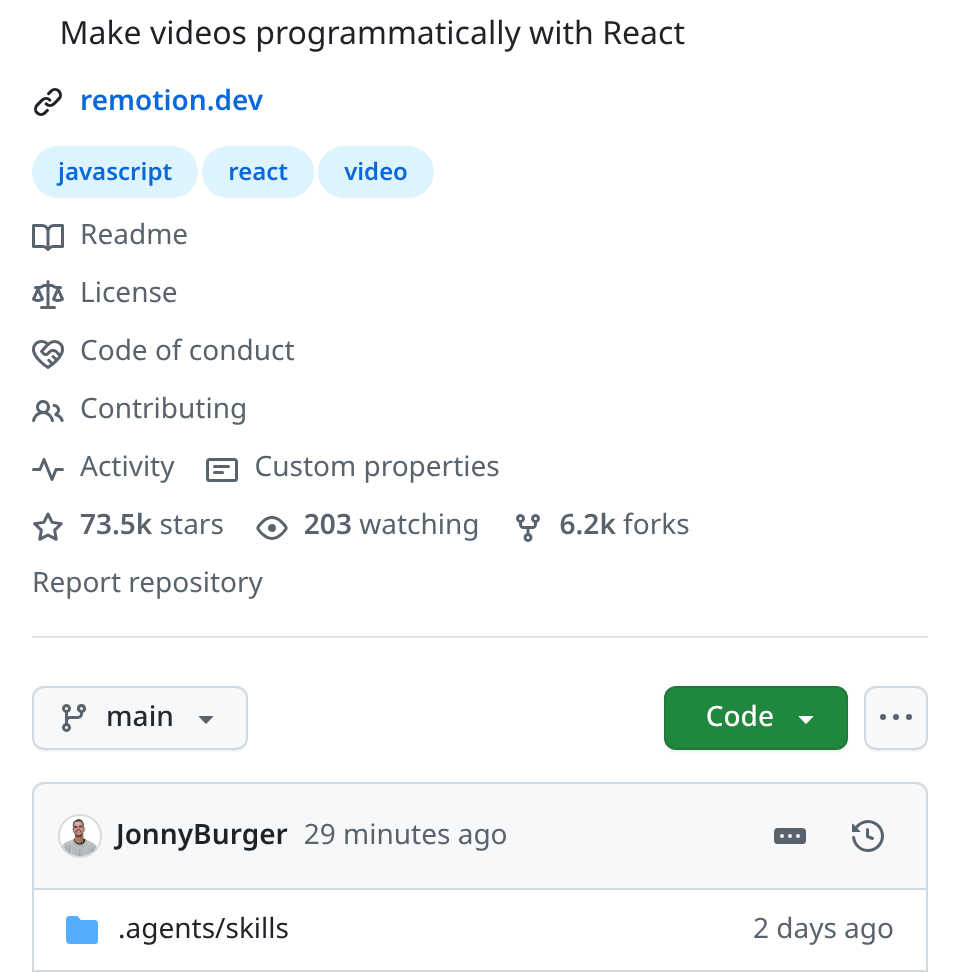 Make videos programmatically with React
remotion.dev
javascript react video
Readme
License
Code of conduct
Contributing
Activity Custom properties
73.5k stars 203 watching 6.2k forks
Report repository
main Code
JonnyBurger 29 minutes ago
.agents/skills 2 days ago